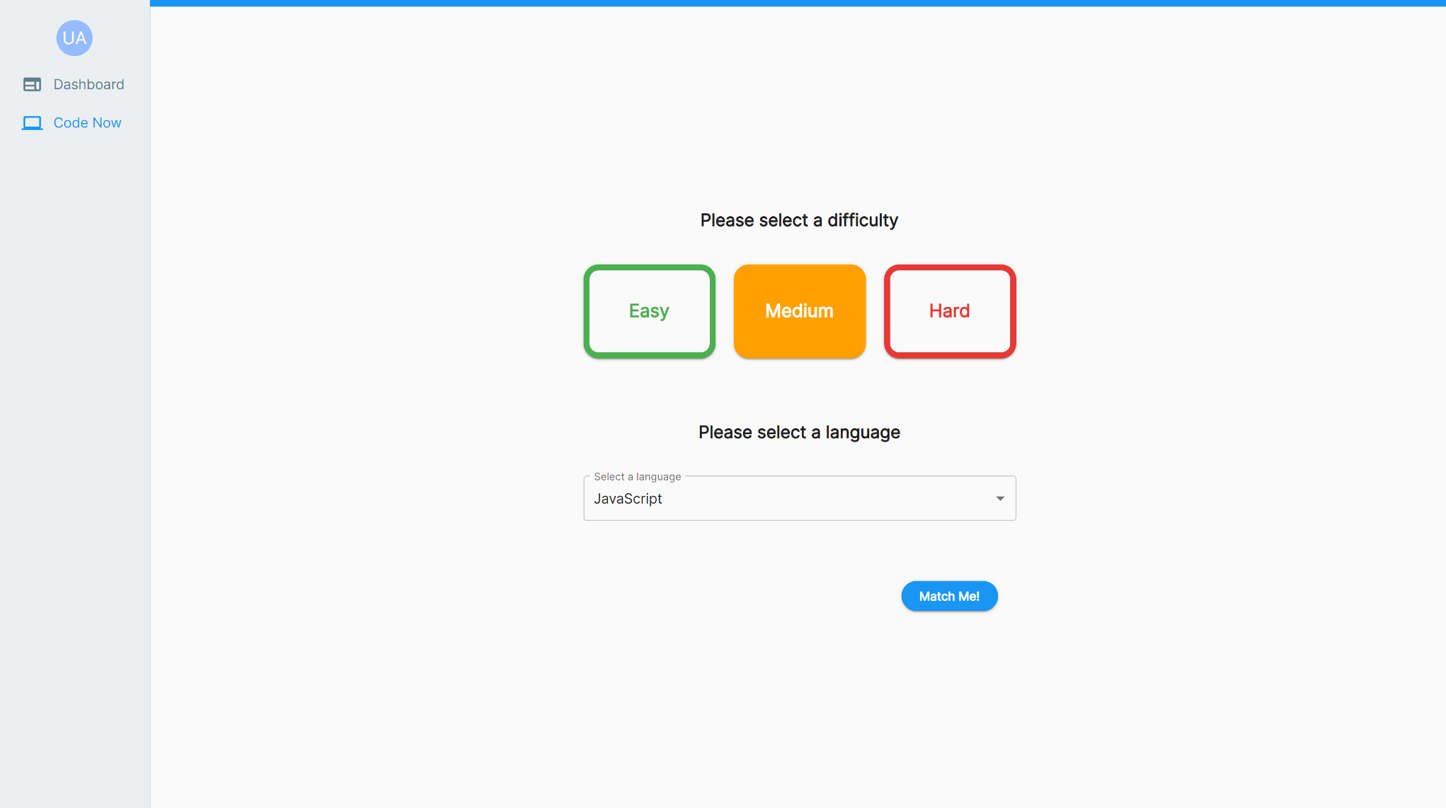 UA
Dashboard
Code Now
Please select a difficulty
Easy
Medium
Hard
Please select a language
Select a language
JavaScript
Match Me!